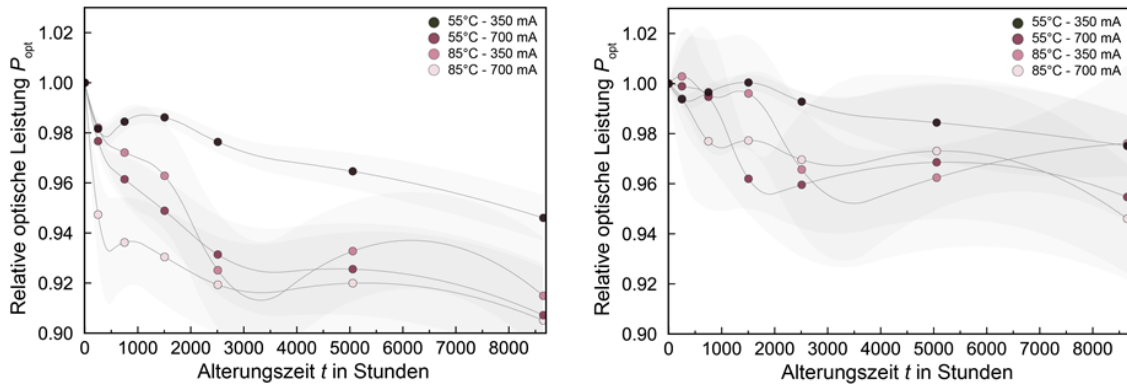 Relative optische Leistung Popt
1.02
1.00
0.98
0.96
0.94
0.92
0.90
0 1000 2000 3000 4000 5000 6000 7000 8000
Alterungszeit t in Stunden
55°C - 350 mA
55°C - 700 mA
85°C - 350 mA
85°C - 700 mA
Relative optische Leistung Popt
1.02
1.00
0.98
0.96
0.94
0.92
0.90
0 1000 2000 3000 4000 5000 6000 7000 8000
Alterungszeit t in Stunden
55°C - 350 mA
55°C - 700 mA
85°C - 350 mA
85°C - 700 mA